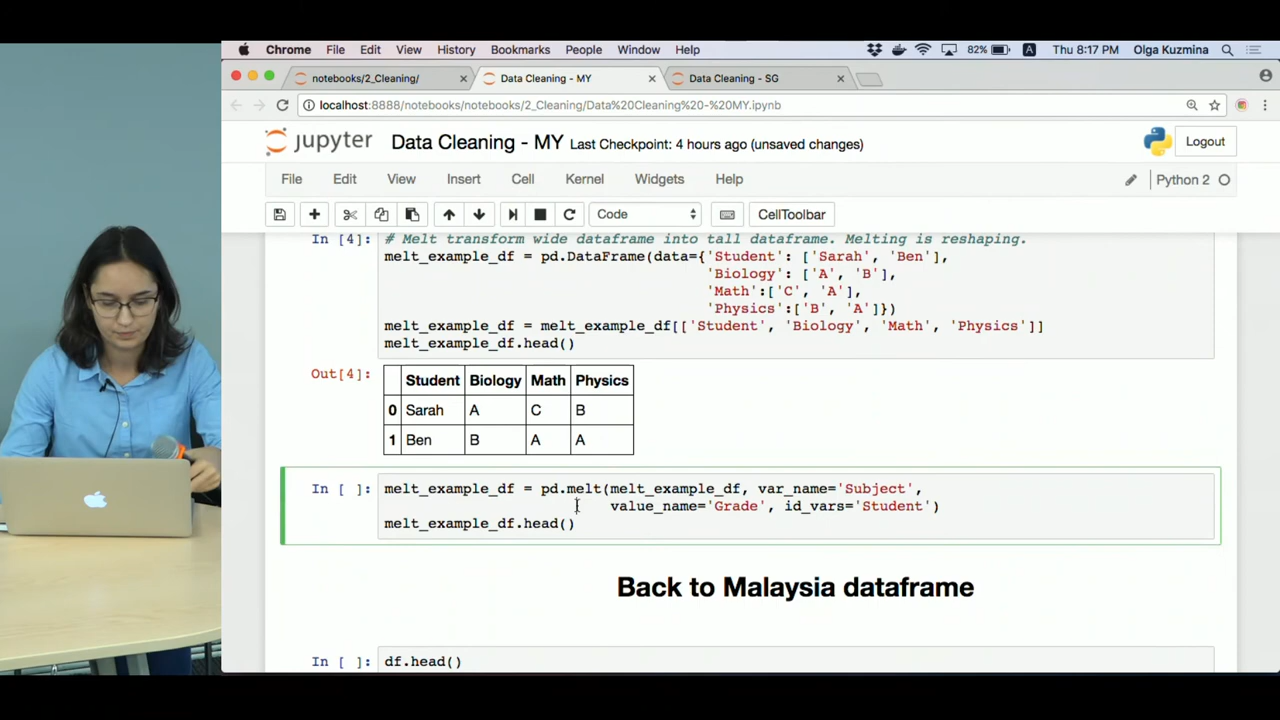 Chrome File Edit View History Bookmarks People Window Help 82% A Thu 8:17 PM Olga Kuzmina
notebooks/2_Cleaning/ Data Cleaning - MY Data Cleaning - SG
localhost:8888/notebooks/notebooks/2_Cleaning/Data%20Cleaning%20-%20MY.ipynb
jupyter Data Cleaning - MY Last Checkpoint: 4 hours ago (unsaved changes) Logout
File Edit View Insert Cell Kernel Widgets Help Python 2
Code CellToolbar
In [4]: # Melt transform wide dataframe into tall dataframe. Melting is reshaping.
melt_example_df = pd.DataFrame(data={'Student': ['Sarah', 'Ben'],
'Biology': ['A', 'B'],
'Math':['C', 'A'],
'Physics':['B', 'A']})
melt_example_df = melt_example_df[['Student', 'Biology', 'Math', 'Physics']]
melt_example_df.head()
Out[4]:
Student Biology Math Physics
0 Sarah A C B
1 Ben B A A
In [ ]: melt_example_df = pd.melt(melt_example_df, var_name='Subject',
value_name='Grade', id_vars='Student')
melt_example_df.head()
Back to Malaysia dataframe
In [ ]: df.head()